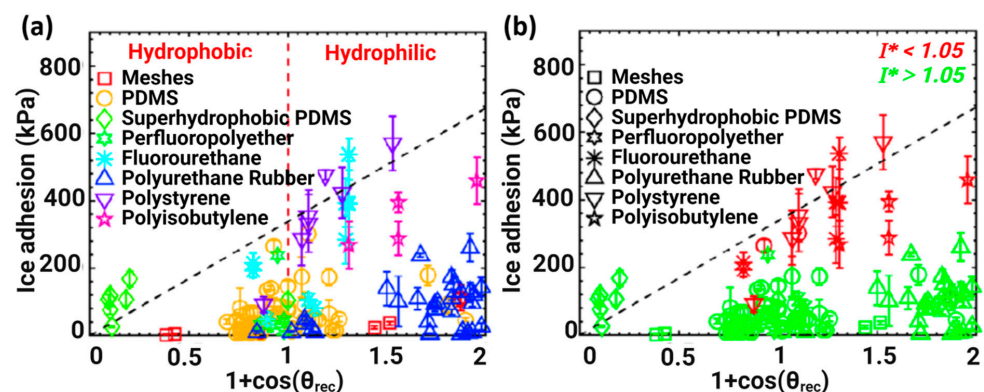 (a)
Hydrophobic
Hydrophilic
Meshes
PDMS
Superhydrophobic PDMS
Perfluoropolyether
Fluorourethane
Polyurethane Rubber
Polystyrene
Polyisobutylene
Ice adhesion (kPa)
800
600
400
200
0
0 0.5 1 1.5 2
1+cos(θrec)
(b)
I* < 1.05
I* > 1.05
Meshes
PDMS
Superhydrophobic PDMS
Perfluoropolyether
Fluorourethane
Polyurethane Rubber
Polystyrene
Polyisobutylene
Ice adhesion (kPa)
800
600
400
200
0
0 0.5 1 1.5 2
1+cos(θrec)